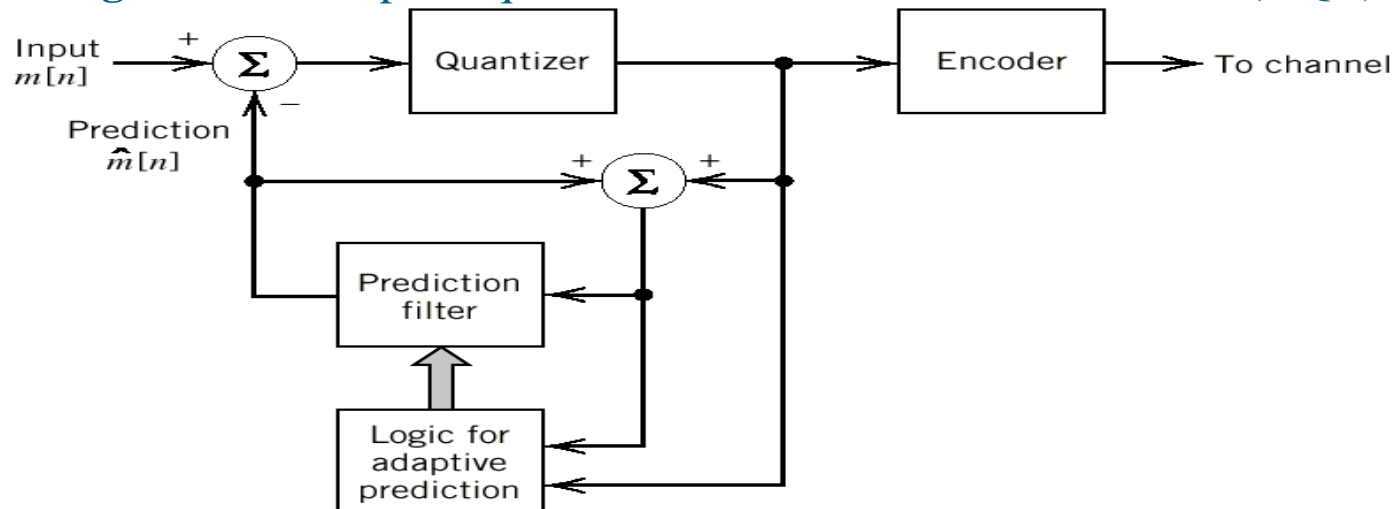 Input
m[n]
+
Σ
−
Quantizer
Encoder
To channel
Prediction
m̂[n]
+
Σ
+
Prediction
filter
Logic for
adaptive
prediction